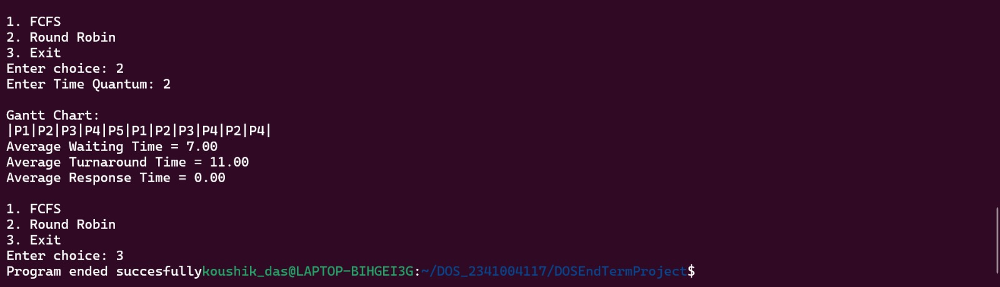 1. FCFS
2. Round Robin
3. Exit
Enter choice: 2
Enter Time Quantum: 2
Gantt Chart:
|P1|P2|P3|P4|P5|P1|P2|P3|P4|P2|P4|
Average Waiting Time = 7.00
Average Turnaround Time = 11.00
Average Response Time = 0.00
1. FCFS
2. Round Robin
3. Exit
Enter choice: 3
Program ended succesfullykoushik_das@LAPTOP-BIHGEI3G:~/DOS_2341004117/DOSEndTermProject$